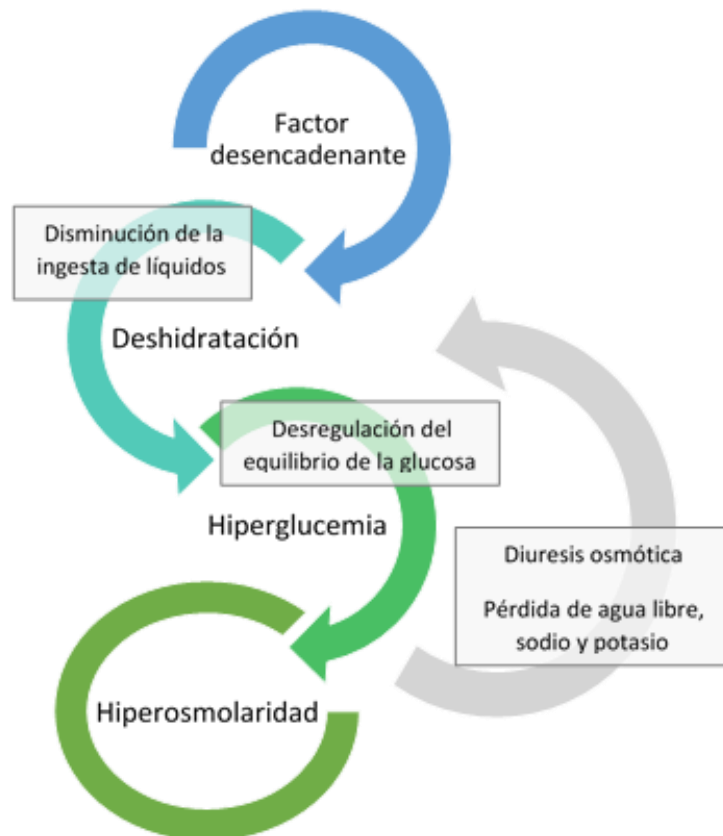 Factor
desencadenante
Disminución de la
ingesta de líquidos
Deshidratación
Desregulación del
equilibrio de la glucosa
Hiperglucemia
Diuresis osmótica
Pérdida de agua libre,
sodio y potasio
Hiperosmolaridad